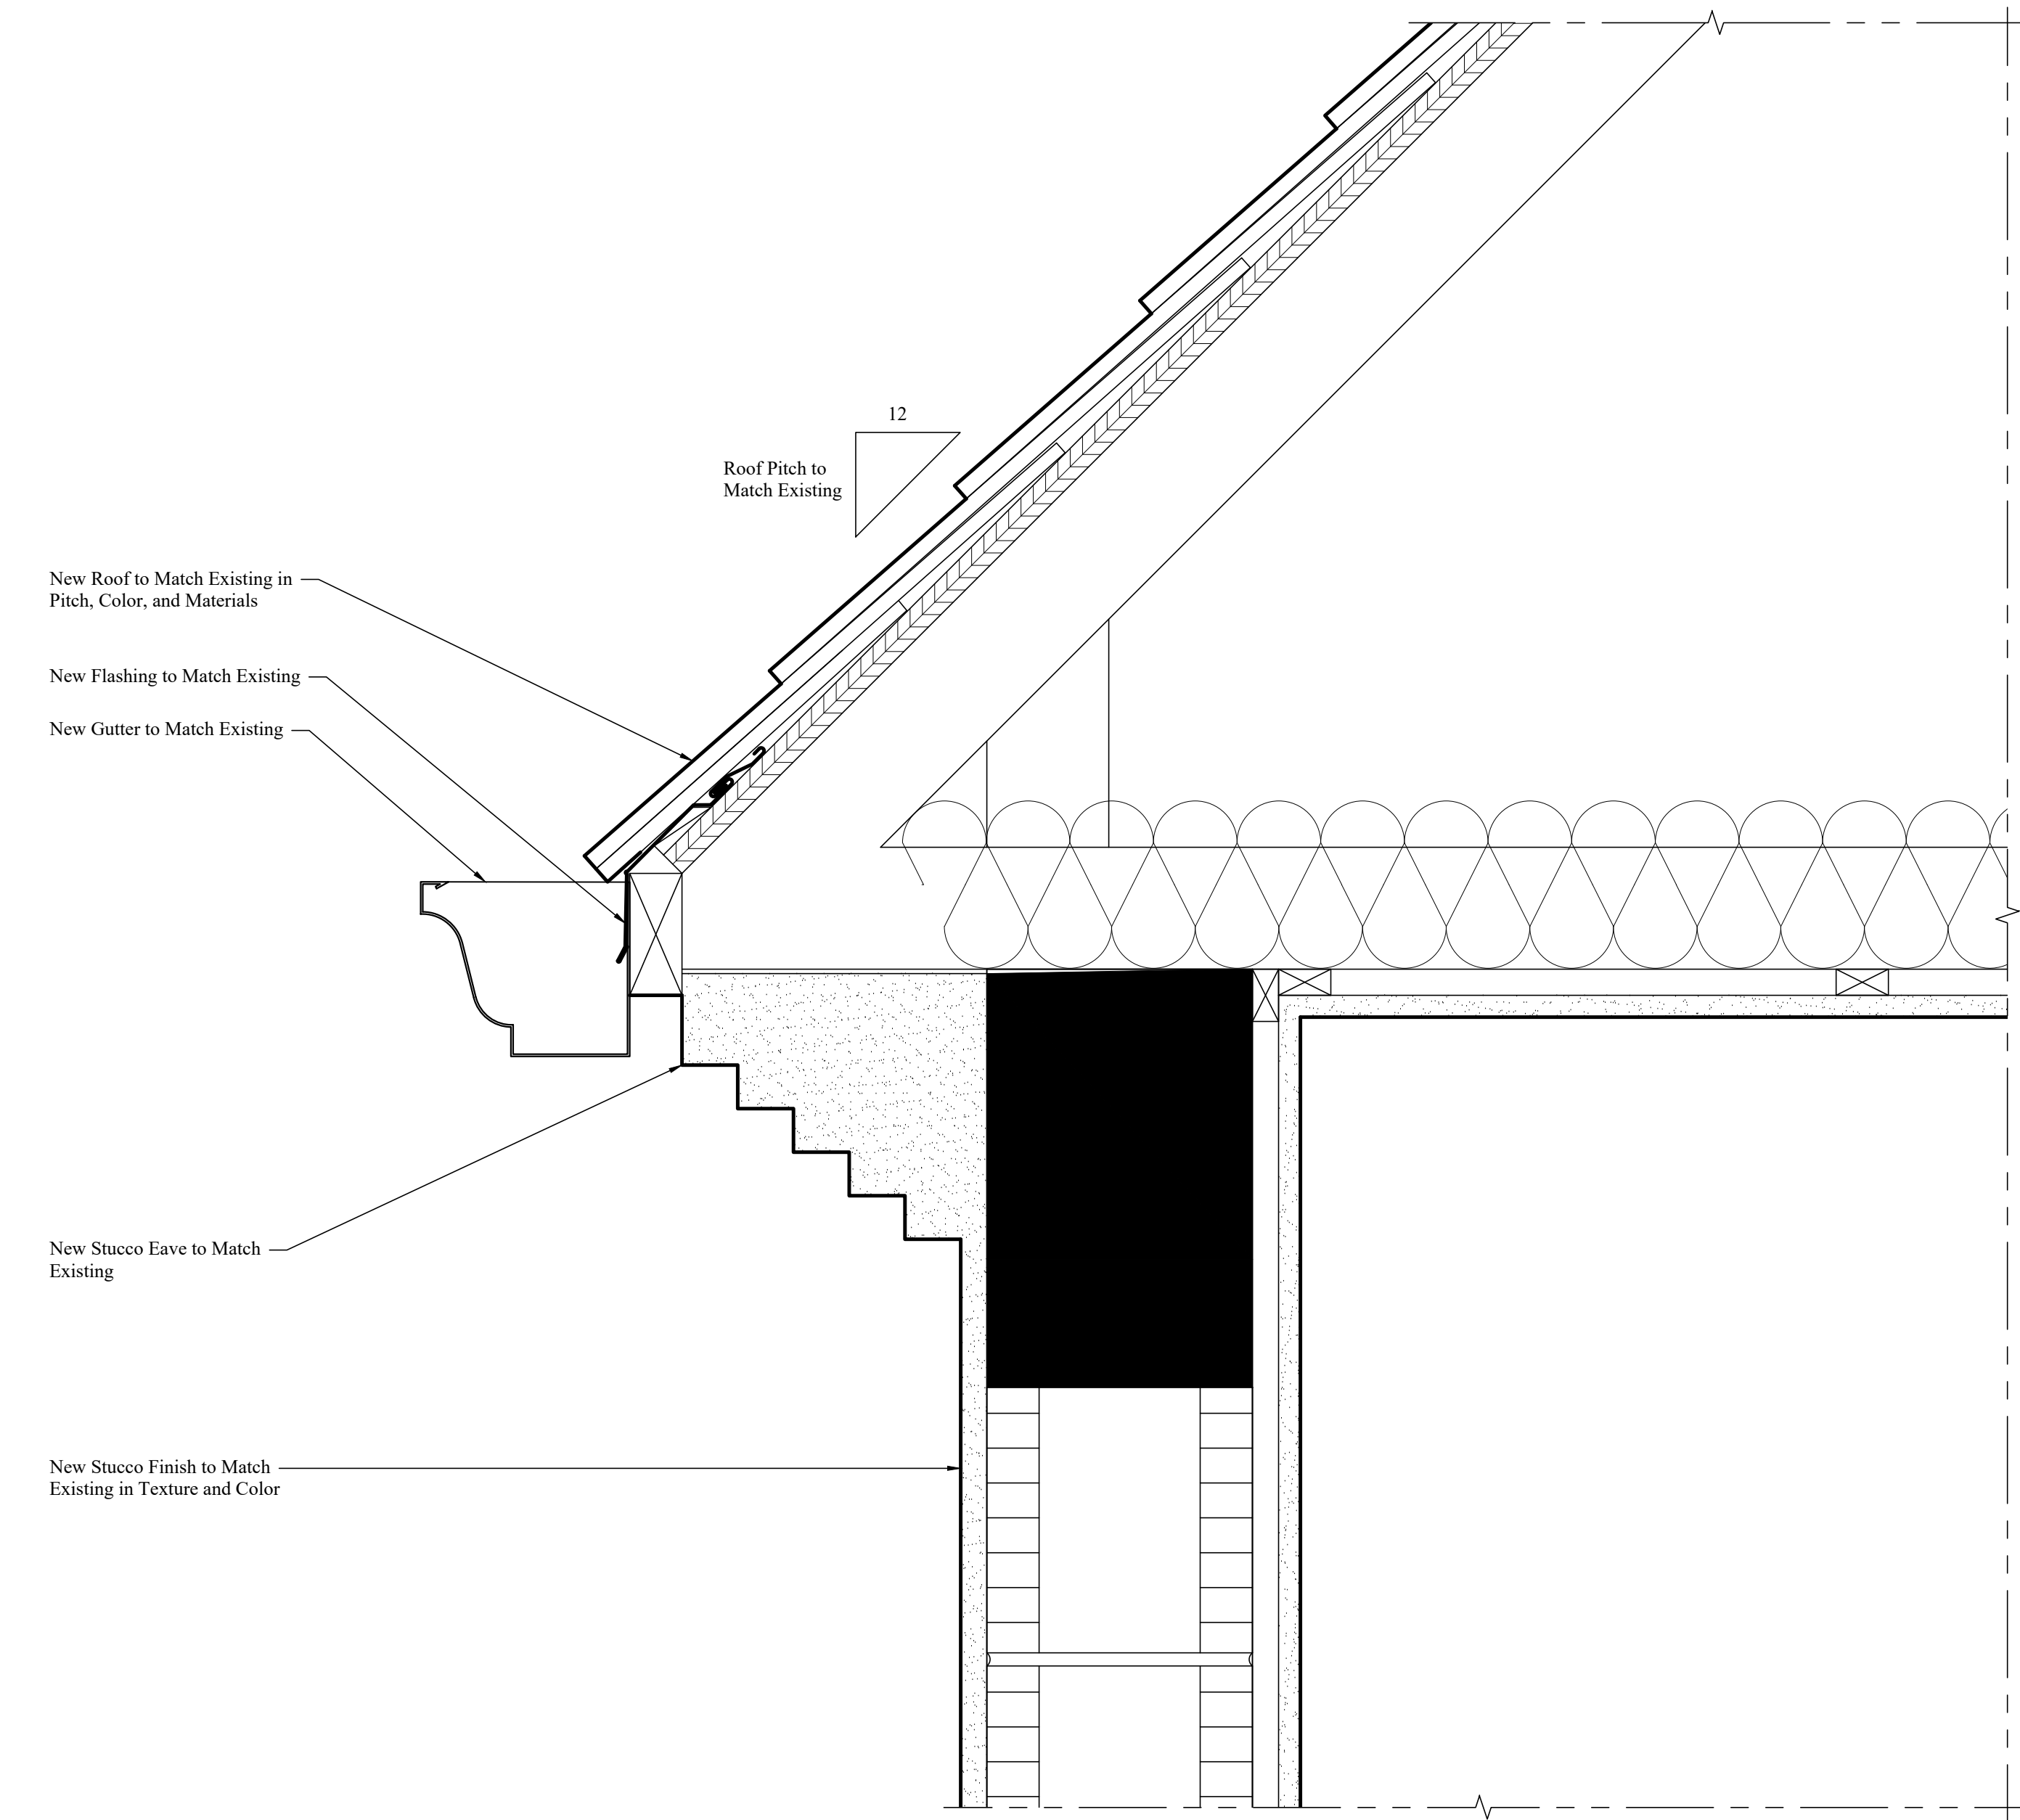 12
Roof Pitch to
Match Existing
New Roof to Match Existing in
Pitch, Color, and Materials
New Flashing to Match Existing
New Gutter to Match Existing
New Stucco Eave to Match
Existing
New Stucco Finish to Match
Existing in Texture and Color